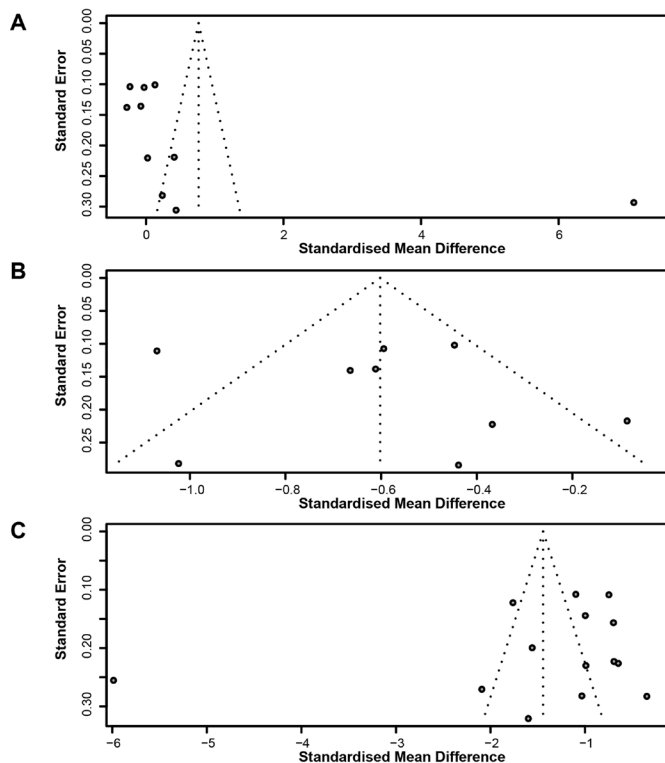 A
Standard Error
0.00
0.05
0.10
0.15
0.20
0.25
0.30
0 2 4 6
Standardised Mean Difference
B
Standard Error
0.00
0.05
0.10
0.15
0.20
0.25
−1.0 −0.8 −0.6 −0.4 −0.2
Standardised Mean Difference
C
Standard Error
0.00
0.10
0.20
0.30
−6 −5 −4 −3 −2 −1
Standardised Mean Difference